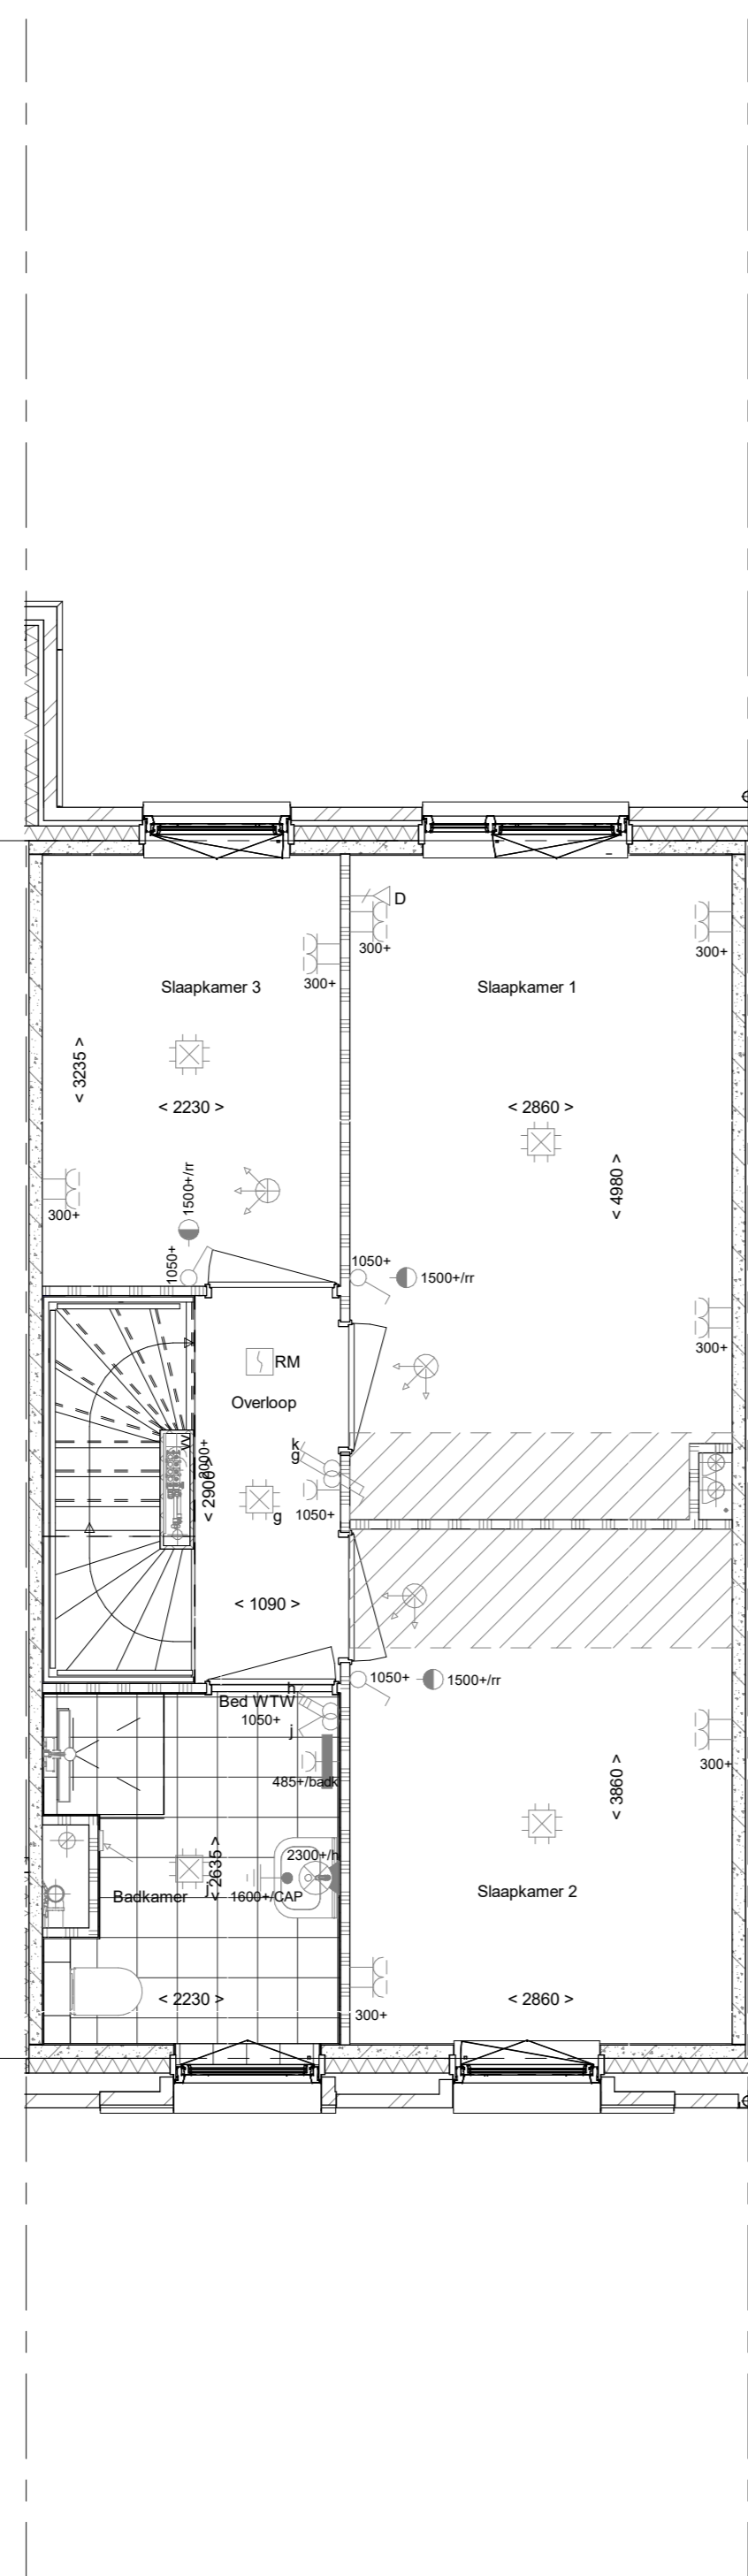 D
300+
300+
300+
Slaapkamer 3
Slaapkamer 1
< 3235 >
< 2230 >
< 2860 >
< 4980 >
1500+/rr
300+
1050+
1050+
1500+/rr
300+
RM
Overloop
k
g
vv
3000+
< 2900 >
g
1050+
< 1090 >
1050+
1500+/rr
h
Bed WTW
1050+
j
300+
485+/badk
< 3860 >
2300+/h
< 2635 >
j
Badkamer
1600+/CAP
Slaapkamer 2
< 2230 >
< 2860 >
300+